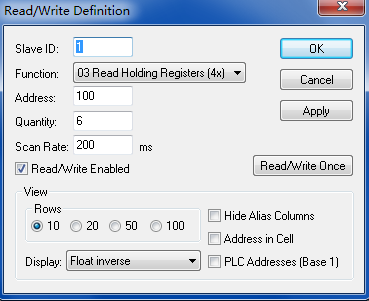 Read/Write Definition
Slave ID: 1
OK
Function: 03 Read Holding Registers (4x)
Cancel
Address: 100
Quantity: 6
Apply
Scan Rate: 200 ms
Read/Write Enabled
Read/Write Once
View
Rows
10 20 50 100
Hide Alias Columns
Address in Cell
Display: Float inverse
PLC Addresses (Base 1)